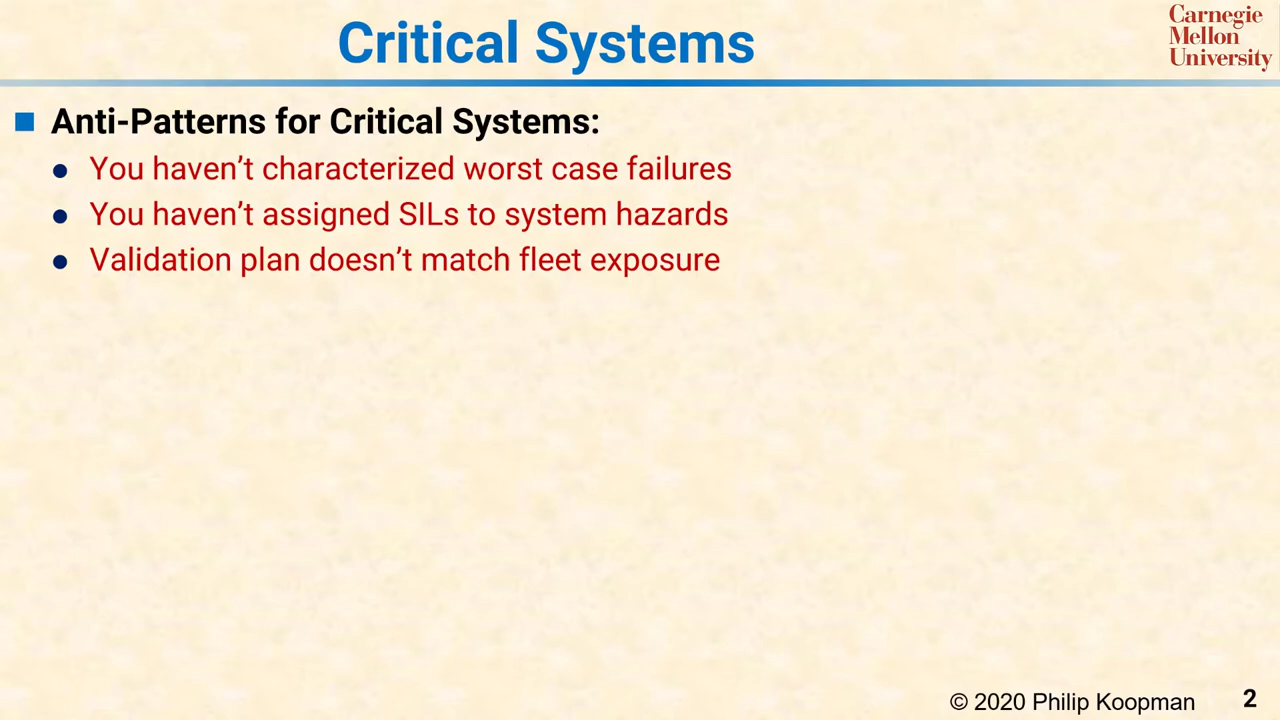 Critical Systems
Carnegie
Mellon
University
Anti-Patterns for Critical Systems:
You haven’t characterized worst case failures
You haven’t assigned SILs to system hazards
Validation plan doesn’t match fleet exposure
© 2020 Philip Koopman
2